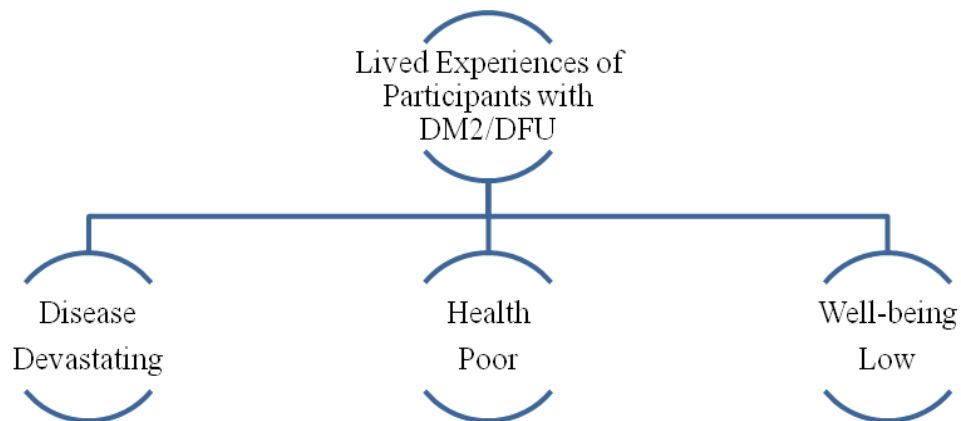 Lived Experiences of
Participants with
DM2/DFU
Disease
Devastating
Health
Poor
Well-being
Low